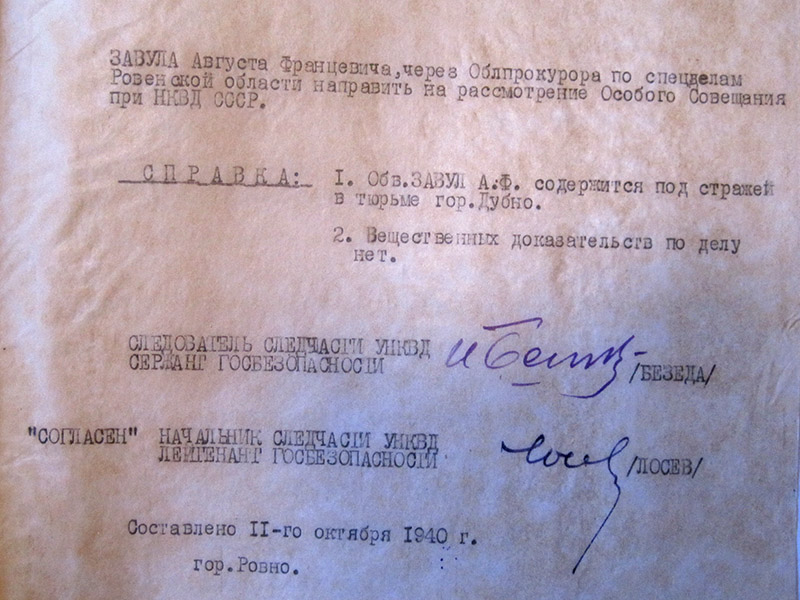 ЗАВУЛА Августа Францевича,через Облпрокурора по спецделам
Ровенской области направить на рассмотрение Особого Совещания
при НКВД СССР.
СПРАВКА: I. Обв.ЗАВУЛ А.Ф. содержится под стражей
в тюрьме гор.Дубно.
2. Вещественных доказательств по делу
нет.
СЛЕДОВАТЕЛЬ СЛЕДЧАСТИ УНКВД
СЕРЖАНТ ГОСБЕЗОПАСНОСТИ /БЕЗЕДА/
"СОГЛАСЕН" НАЧАЛЬНИК СЛЕДЧАСТИ УНКВД
ЛЕЙТЕНАНТ ГОСБЕЗОПАСНОСТИ /ЛОСЕВ/
Составлено II-го октября 1940 г.
гор.Ровно.